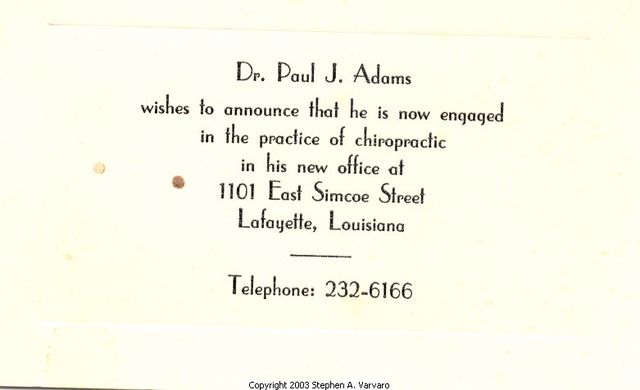 Dr. Paul J. Adams
wishes to announce that he is now engaged
in the practice of chiropractic
in his new office at
1101 East Simcoe Street
Lafayette, Louisiana
Telephone: 232-6166
Copyright 2003 Stephen A. Varvaro